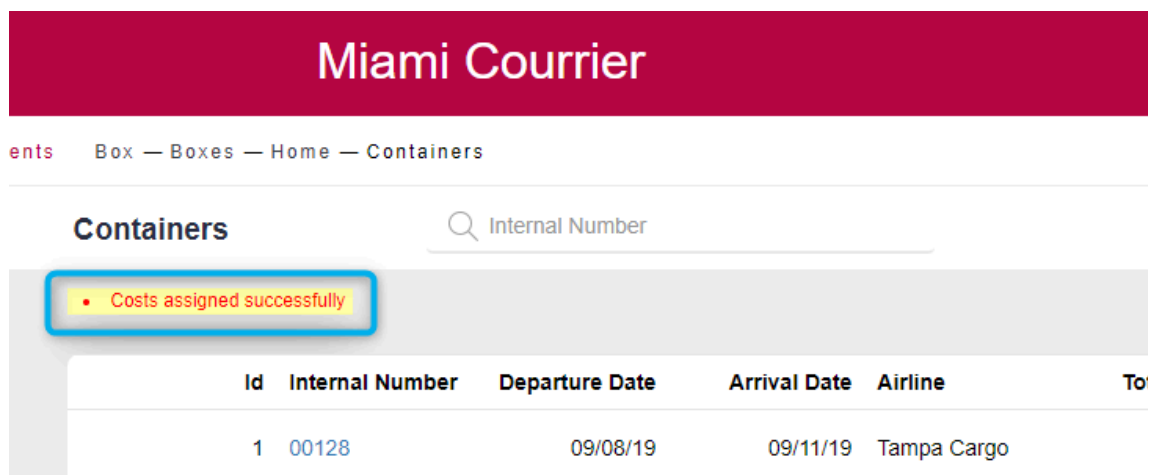 Miami Courrier
ents Box — Boxes — Home — Containers
Containers Internal Number
• Costs assigned successfully
Id Internal Number Departure Date Arrival Date Airline
1 00128 09/08/19 09/11/19 Tampa Cargo